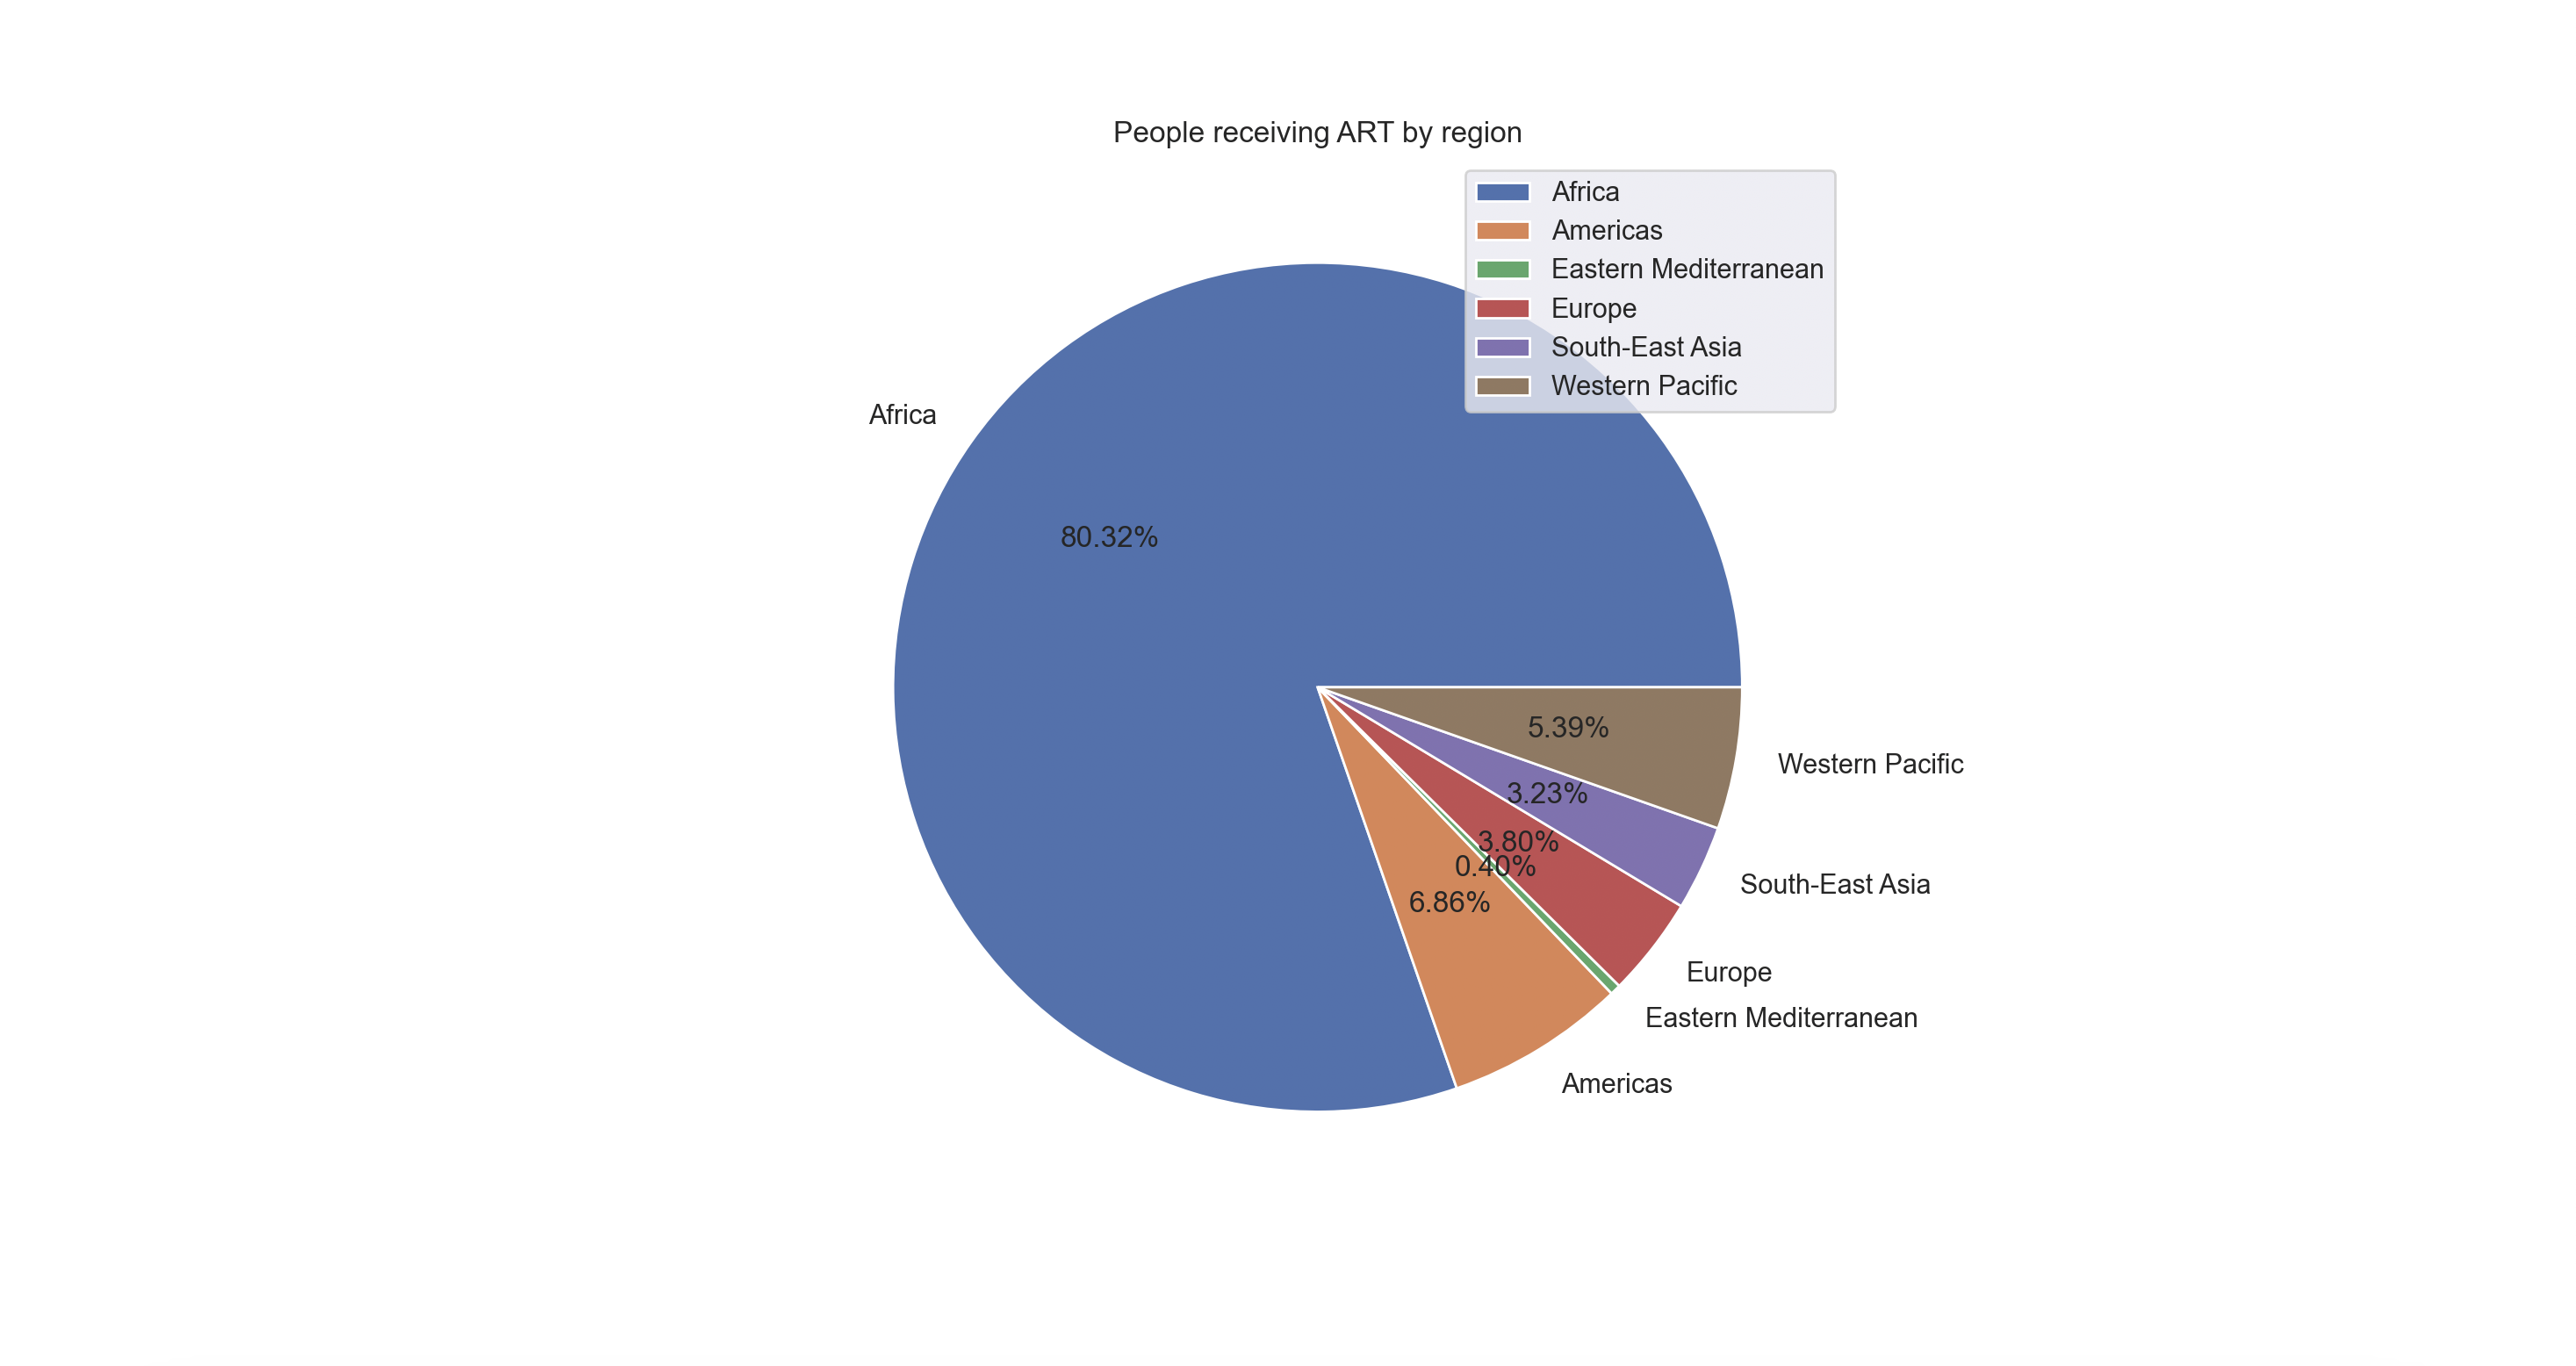 People receiving ART by region
Africa
Americas
Eastern Mediterranean
Europe
South-East Asia
Western Pacific
Africa
80.32%
5.39%
Western Pacific
3.23%
3.80%
0.40%
South-East Asia
6.86%
Europe
Eastern Mediterranean
Americas